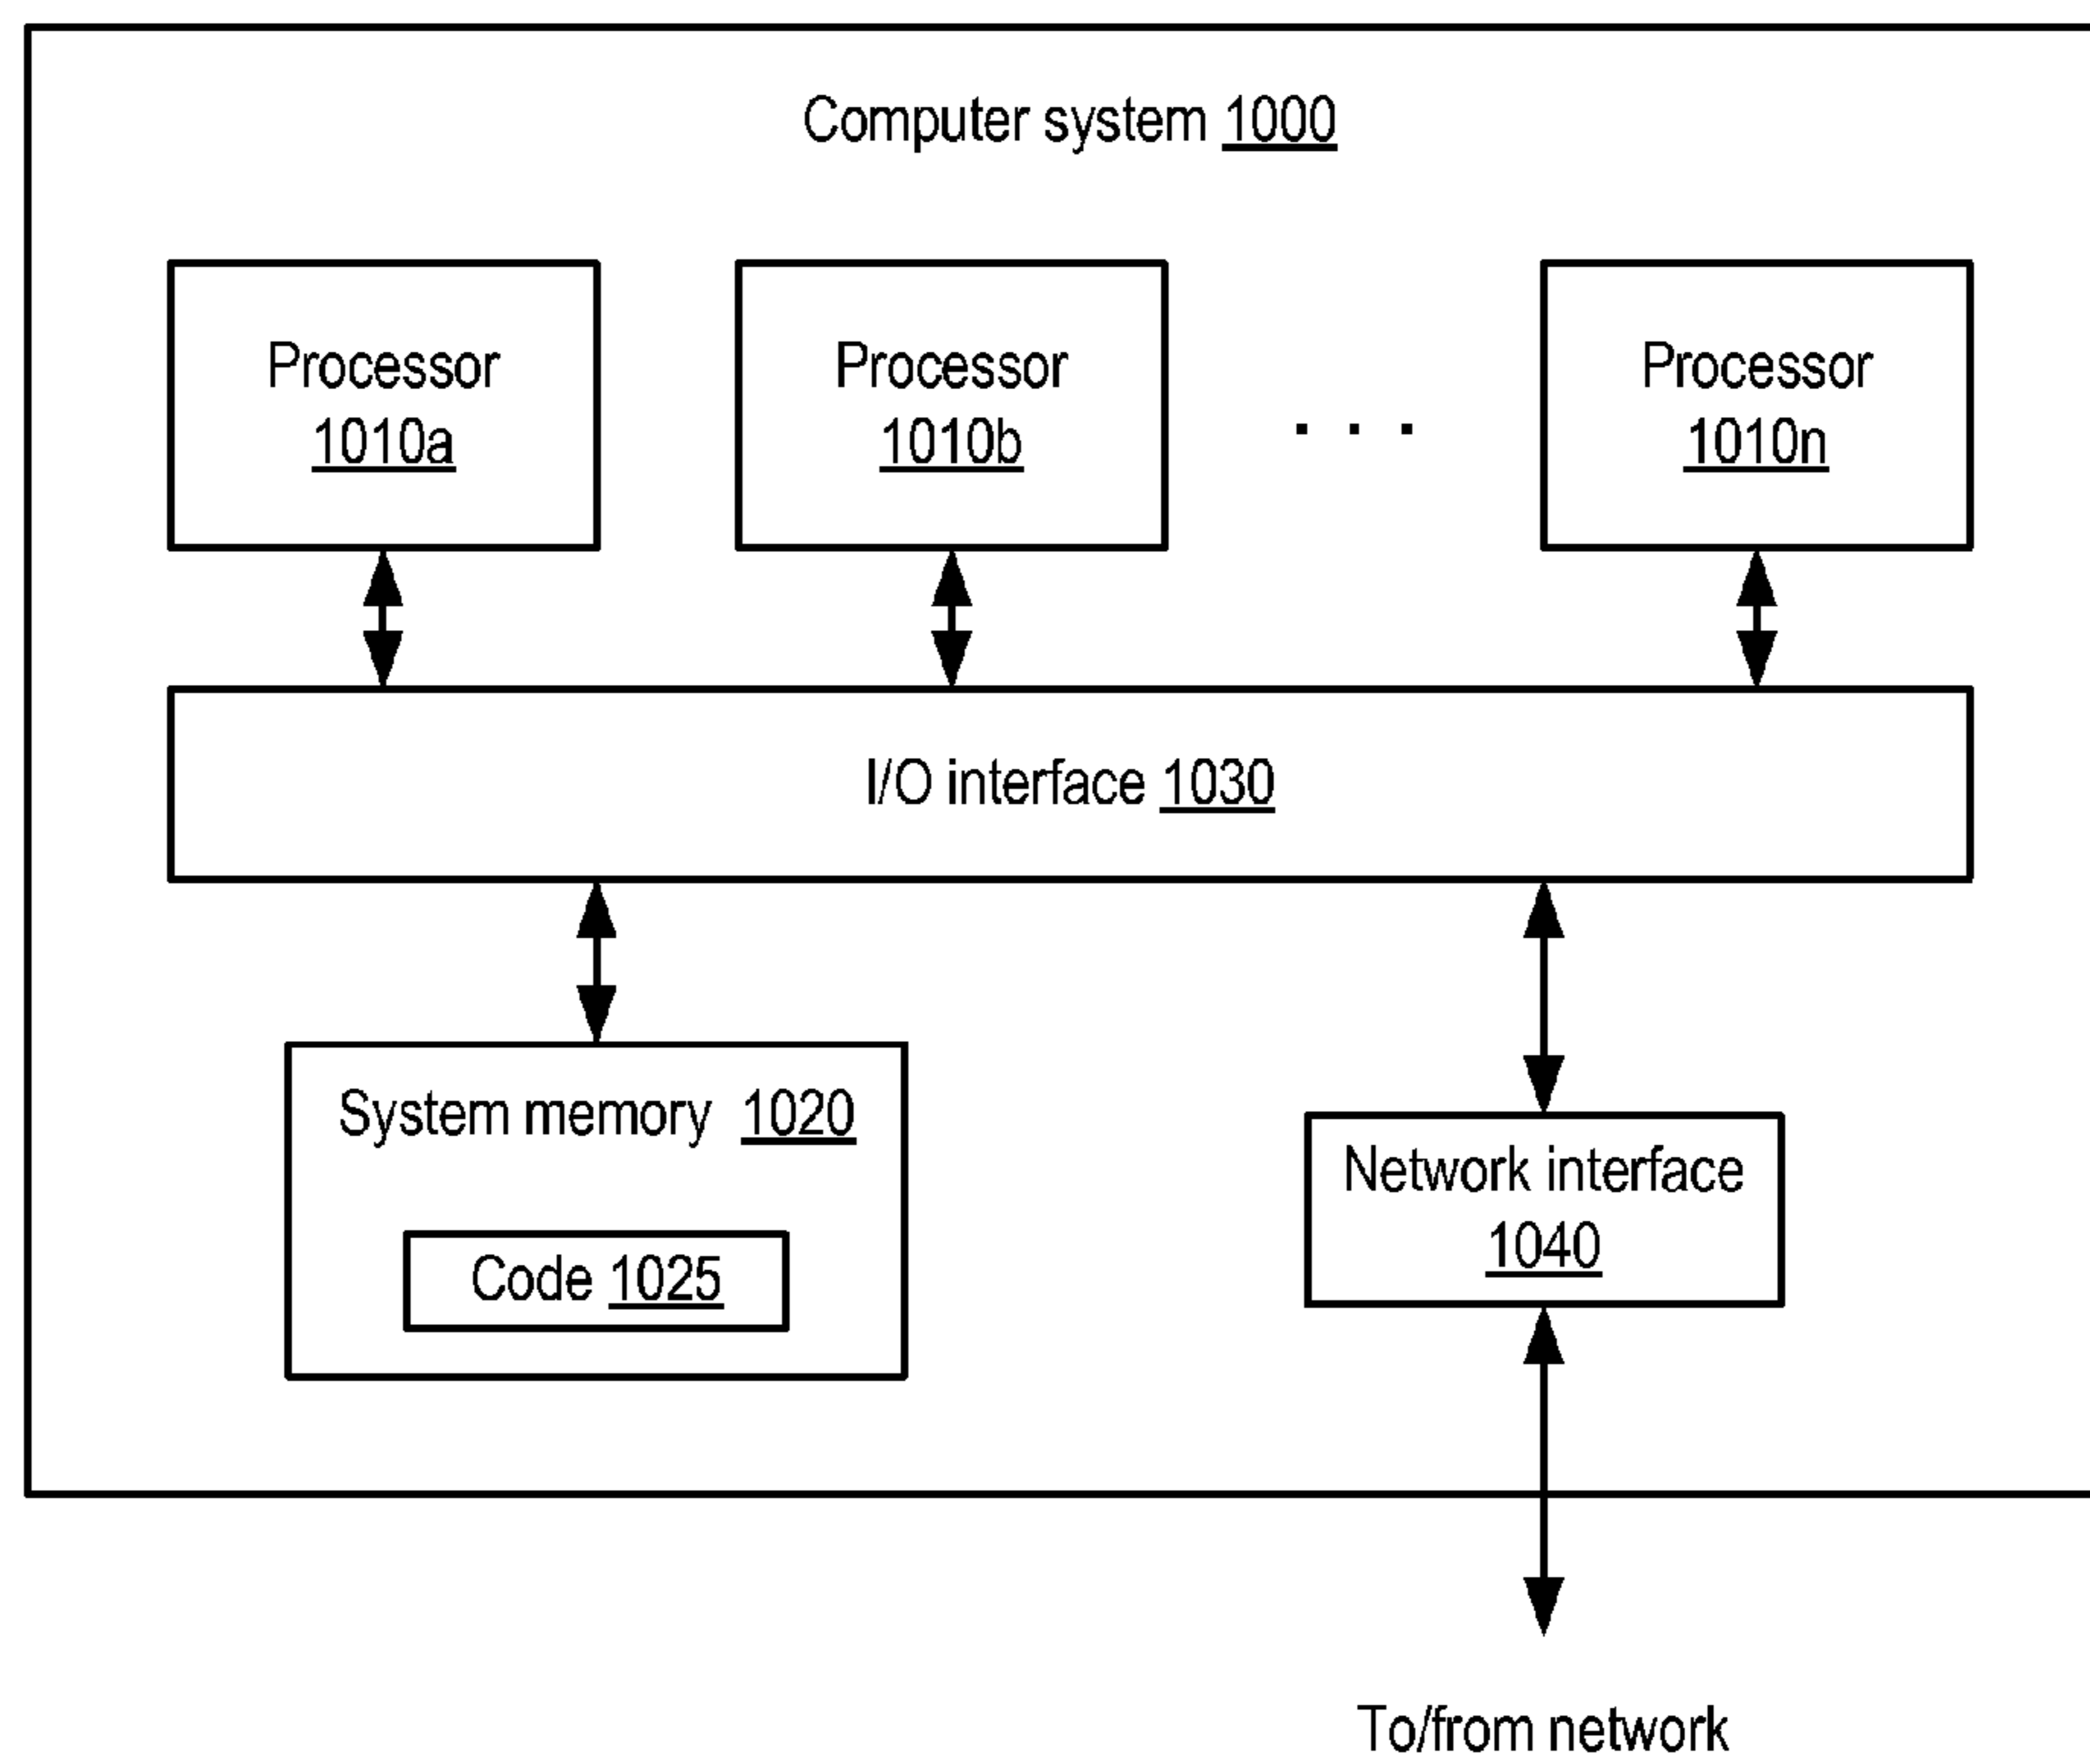 Computer system 1000
Processor
1010a
Processor
1010b
. . .
Processor
1010n
I/O interface 1030
System memory 1020
Code 1025
Network interface
1040
To/from network